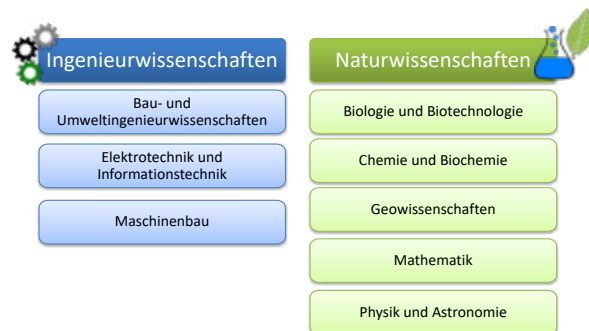 Ingenieurwissenschaften
Bau- und
Umweltingenieurwissenschaften
Elektrotechnik und
Informationstechnik
Maschinenbau
Naturwissenschaften
Biologie und Biotechnologie
Chemie und Biochemie
Geowissenschaften
Mathematik
Physik und Astronomie